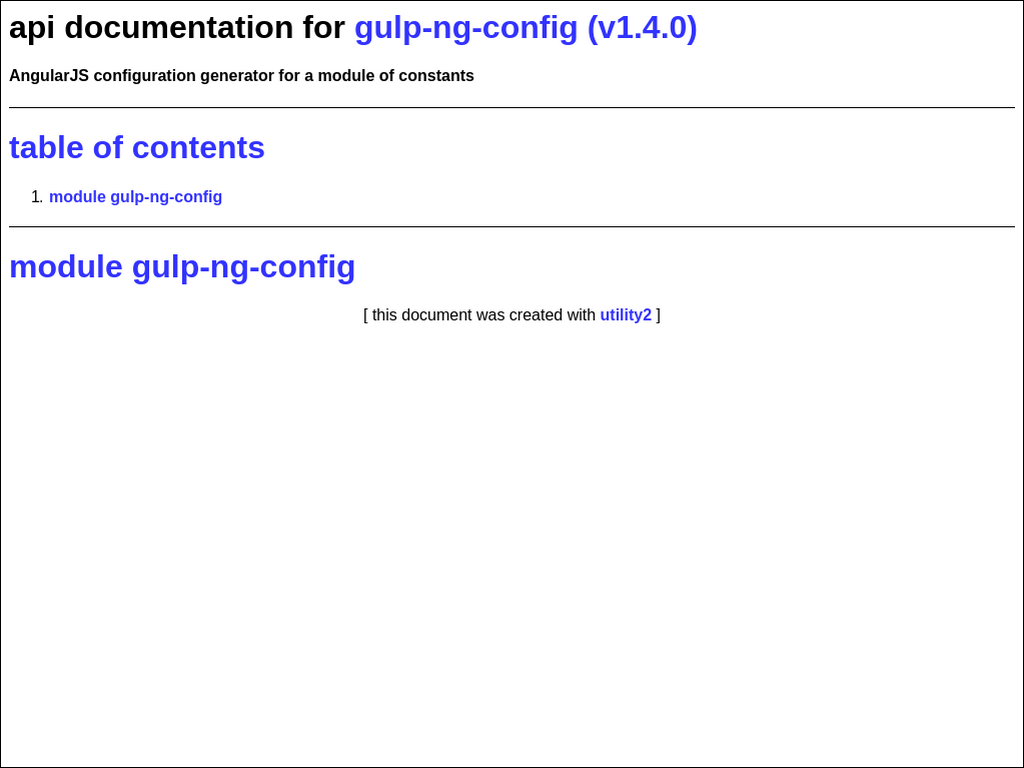 api documentation for gulp-ng-config (v1.4.0)
AngularJS configuration generator for a module of constants
table of contents
1. module gulp-ng-config
module gulp-ng-config
[ this document was created with utility2 ]